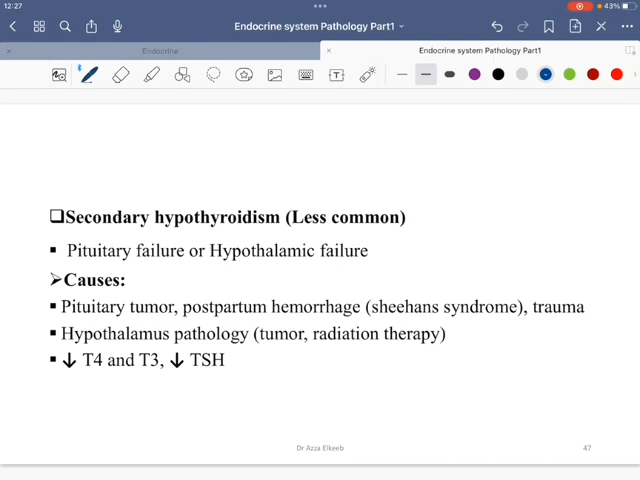 12:27
43%
Endocrine system Pathology Part1
Endocrine
Endocrine system Pathology Part1
Secondary hypothyroidism (Less common)
Pituitary failure or Hypothalamic failure
Causes:
Pituitary tumor, postpartum hemorrhage (sheehans syndrome), trauma
Hypothalamus pathology (tumor, radiation therapy)
↓ T4 and T3, ↓ TSH
Dr Azza Elkeeb
47